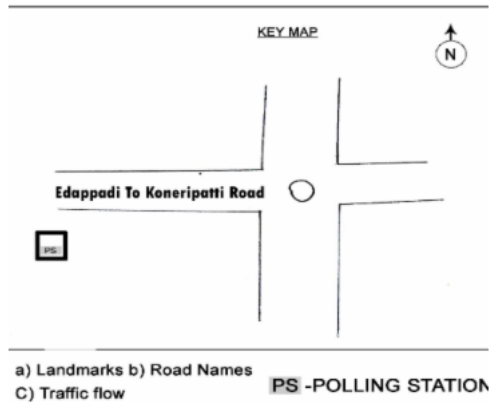 KEY MAP
N
Edappadi To Koneripatti Road
PS
a) Landmarks b) Road Names
C) Traffic flow
PS -POLLING STATION